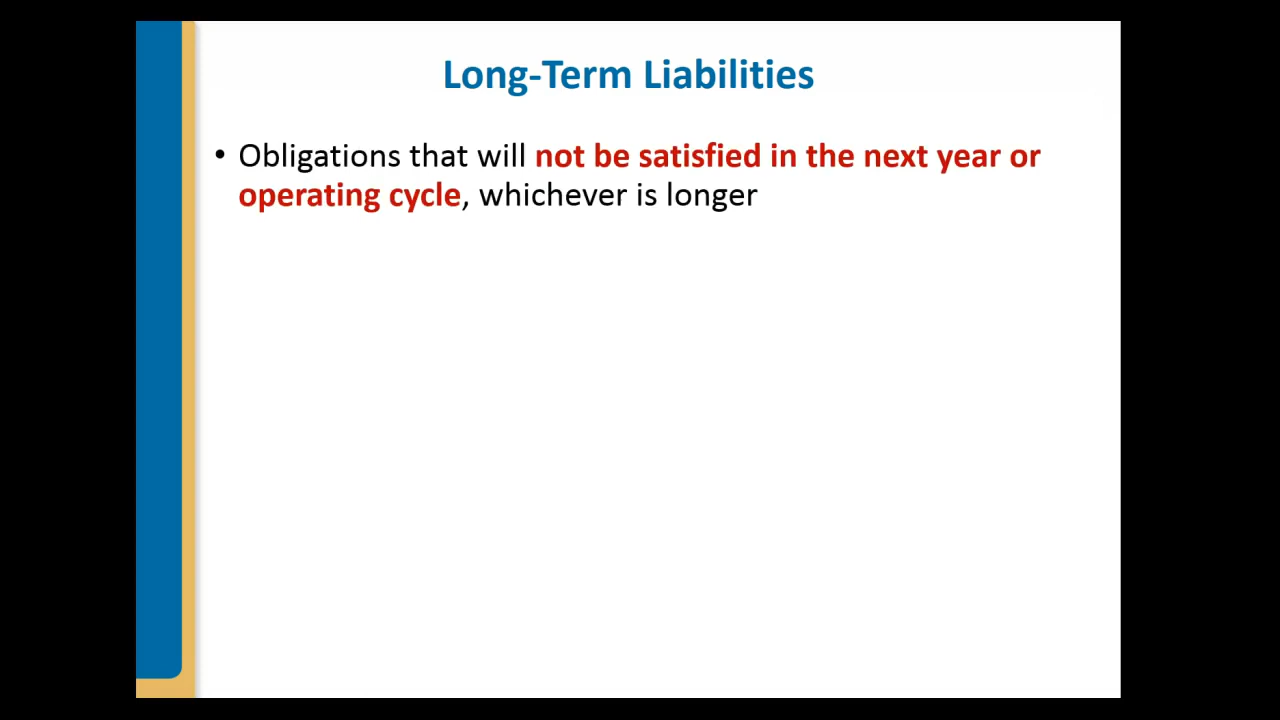 Long-Term Liabilities
• Obligations that will not be satisfied in the next year or
operating cycle, whichever is longer